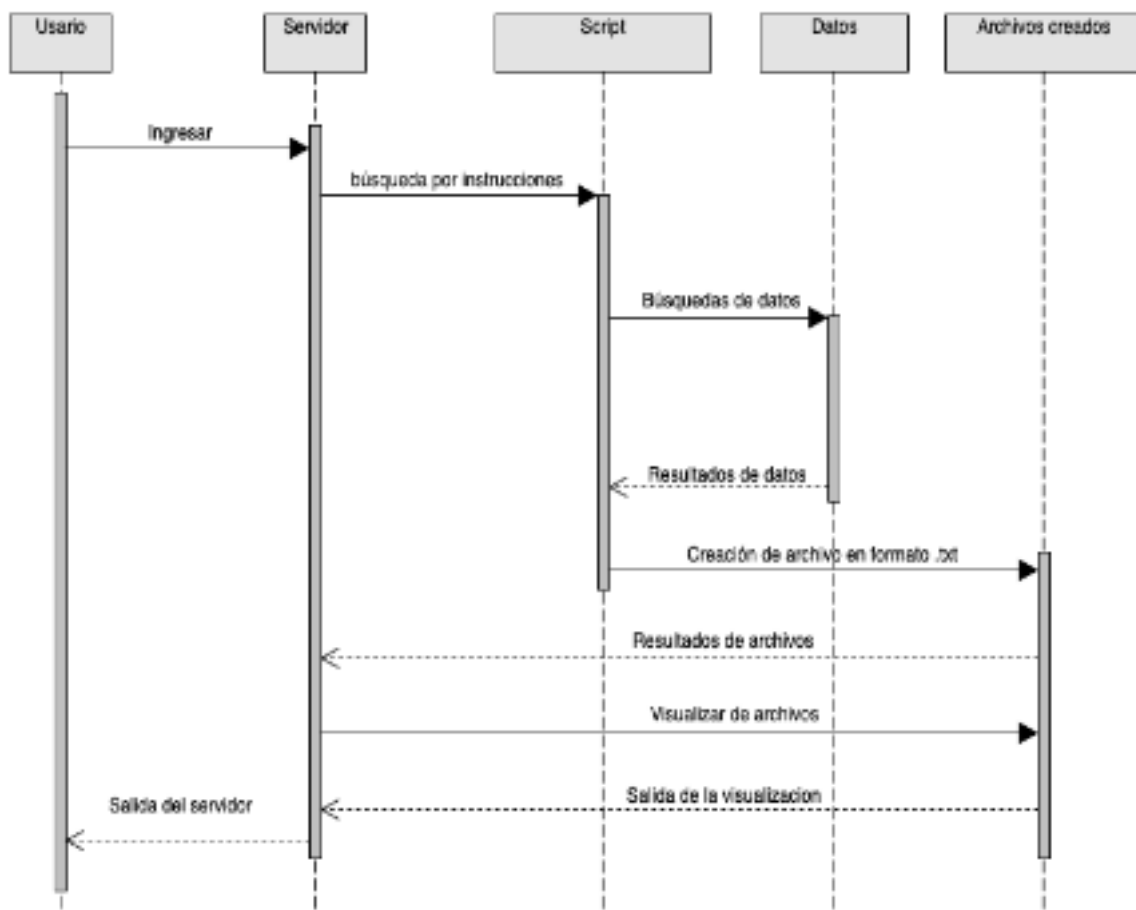 Usario
Servidor
Script
Datos
Archivos creados
Ingresar
búsqueda por instrucciones
Búsquedas de datos
Resultados de datos
Creación de archivo en formato .txt
Resultados de archivos
Visualizar de archivos
Salida de la visualizacion
Salida del servidor